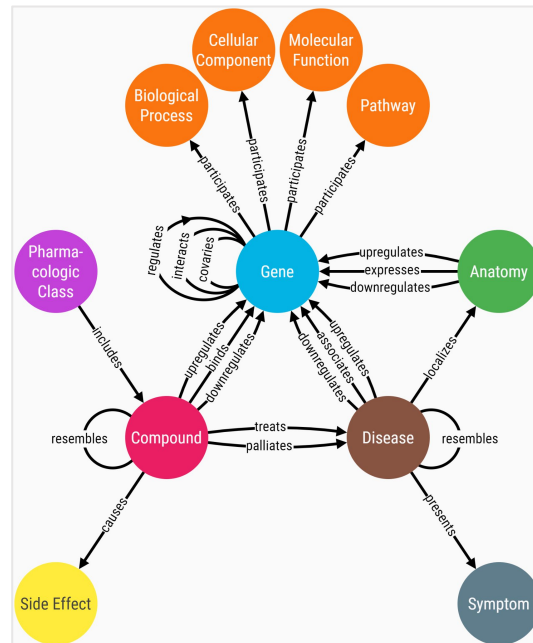 Cellular
Component
Molecular
Function
Biological
Process
Pathway
participates
participates
participates
participates
regulates
interacts
covaries
Gene
upregulates
expresses
downregulates
Anatomy
Pharma-
cologic
Class
includes
upregulates
binds
downregulates
downregulates
associates
upregulates
localizes
resembles
Compound
treats
palliates
Disease
resembles
causes
presents
Side Effect
Symptom